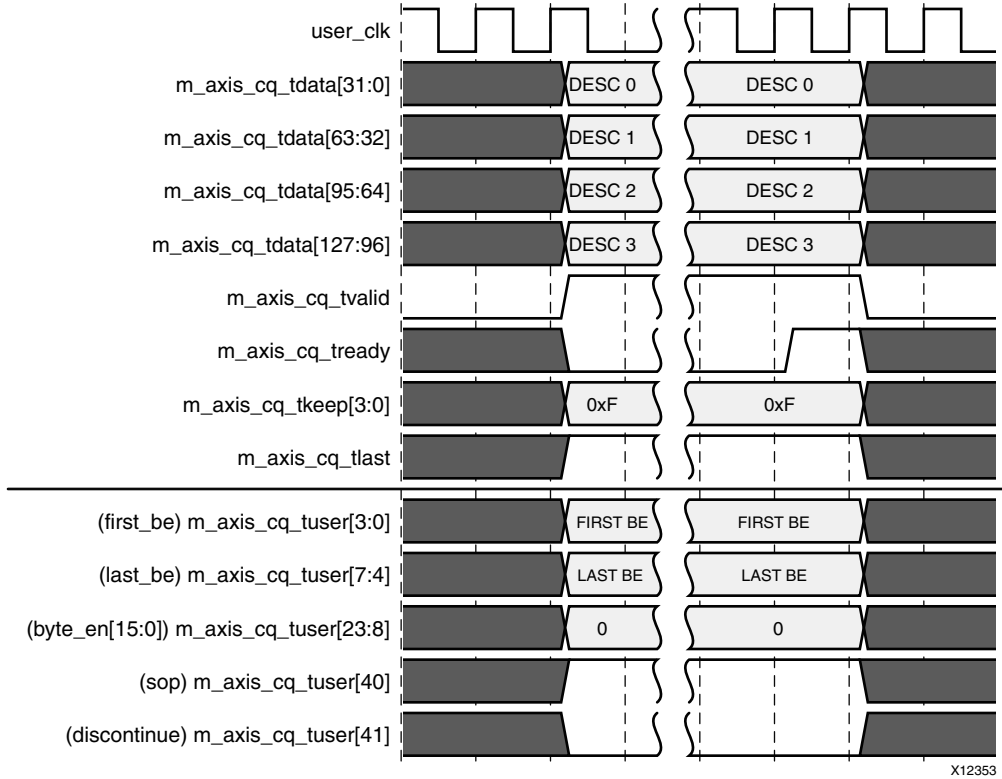 user_clk
m_axis_cq_tdata[31:0] DESC 0 DESC 0
m_axis_cq_tdata[63:32] DESC 1 DESC 1
m_axis_cq_tdata[95:64] DESC 2 DESC 2
m_axis_cq_tdata[127:96] DESC 3 DESC 3
m_axis_cq_tvalid
m_axis_cq_tready
m_axis_cq_tkeep[3:0] 0xF 0xF
m_axis_cq_tlast
(first_be) m_axis_cq_tuser[3:0] FIRST BE FIRST BE
(last_be) m_axis_cq_tuser[7:4] LAST BE LAST BE
(byte_en[15:0]) m_axis_cq_tuser[23:8] 0 0
(sop) m_axis_cq_tuser[40]
(discontinue) m_axis_cq_tuser[41]
X12353